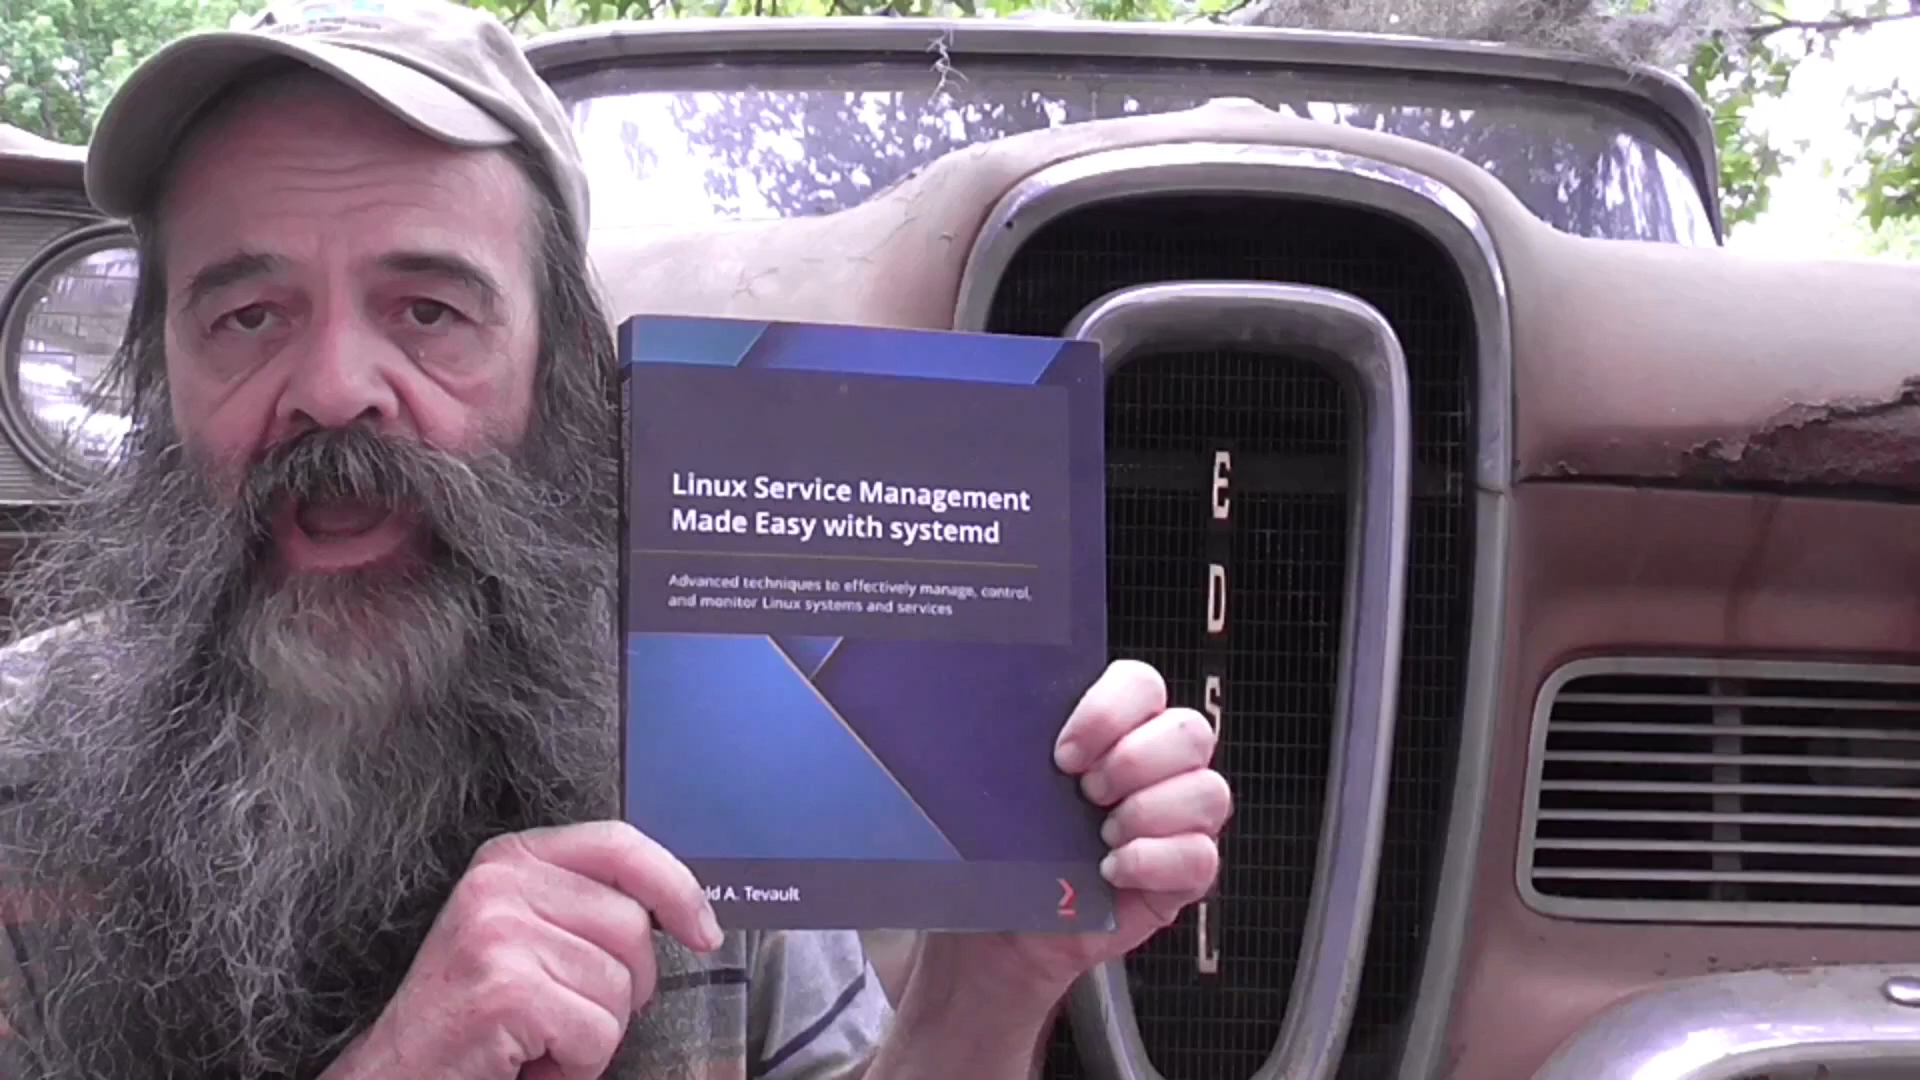 Linux Service Management
Made Easy with systemd
Advanced techniques to effectively manage, control,
and monitor Linux systems and services
ld A. Tevault
E
D
S
L